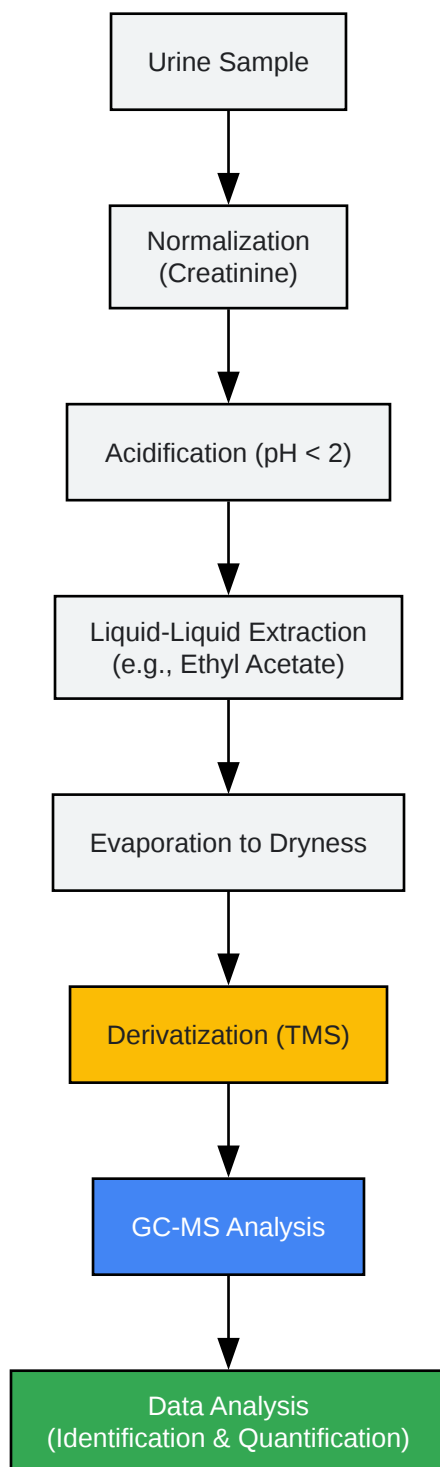 Urine Sample
Normalization
(Creatinine)
Acidification (pH < 2)
Liquid-Liquid Extraction
(e.g., Ethyl Acetate)
Evaporation to Dryness
Derivatization (TMS)
GC-MS Analysis
Data Analysis
(Identification & Quantification)